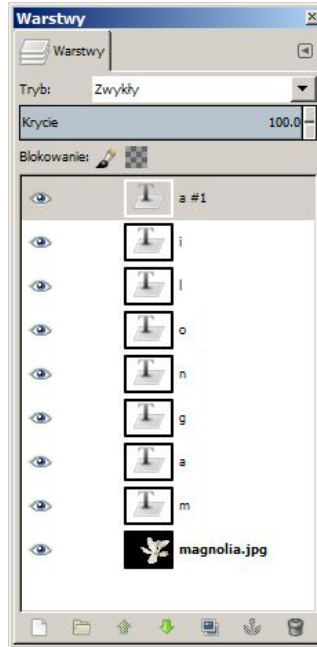 Warstwy
Warstwy
Tryb: Zwykły
Krycie 100.0
Blokowanie:
a #1
i
l
o
n
g
a
m
magnolia.jpg